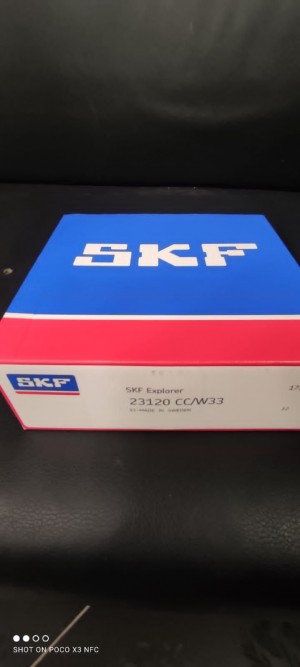 SKF
SKF
SKF Explorer
23120 CC/W33
SHOT ON POCO X3 NFC